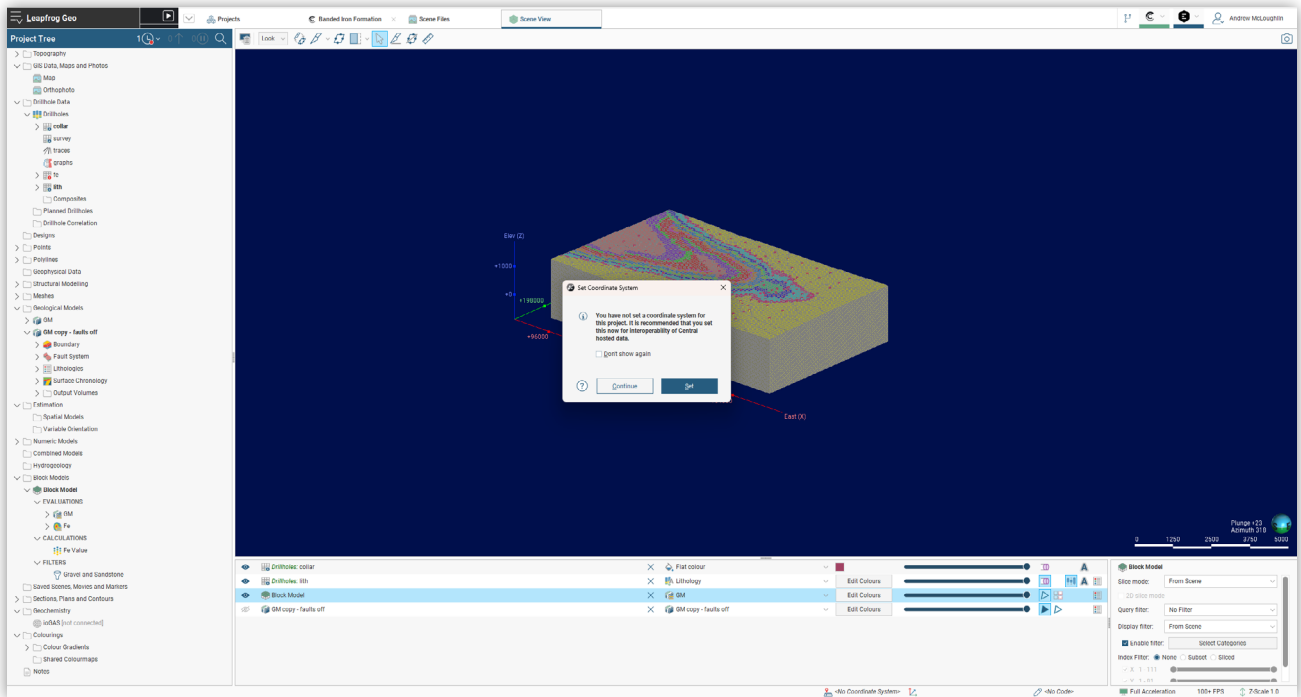 Leapfrog Geo
Projects
Banded Iron Formation
Scene Files
Scene View
Andrew McLoughlin
Project Tree
1
0
0
Look
Topography
GIS Data, Maps and Photos
Map
Orthophoto
Drillhole Data
Drillholes
collar
survey
traces
graphs
fe
lith
Composites
Planned Drillholes
Drillhole Correlation
Designs
Points
Polylines
Geophysical Data
Structural Modelling
Meshes
Geological Models
GM
GM copy - faults off
Boundary
Fault System
Lithologies
Surface Chronology
Output Volumes
Estimation
Spatial Models
Variable Orientation
Numeric Models
Combined Models
Hydrogeology
Block Models
Block Model
EVALUATIONS
GM
Fe
CALCULATIONS
Fe Value
FILTERS
Gravel and Sandstone
Saved Scenes, Movies and Markers
Sections, Plans and Contours
Geochemistry
ioGAS [not connected]
Colourings
Colour Gradients
Shared Colourmaps
Notes
Elev (Z)
+1000
+0
+198000
+96000
East (X)
Set Coordinate System
You have not set a coordinate system for
this project. It is recommended that you set
this now for interoperability of Central
hosted data.
Don't show again
Continue
Set
Plunge +23
Azimuth 310
0 1250 2500 3750 5000
Drillholes: collar
Flat colour
Drillholes: lith
Lithology
Edit Colours
Block Model
GM
Edit Colours
GM copy - faults off
GM copy - faults off
Edit Colours
Block Model
Slice mode: From Scene
2D slice mode
Query filter: No Filter
Display filter: From Scene
Enable filter: Select Categories
Index Filter: None Subset Sliced
X 1-111
Y 1-91
<No Coordinate System>
<No Code>
Full Acceleration
100+ FPS
Z-Scale 1.0